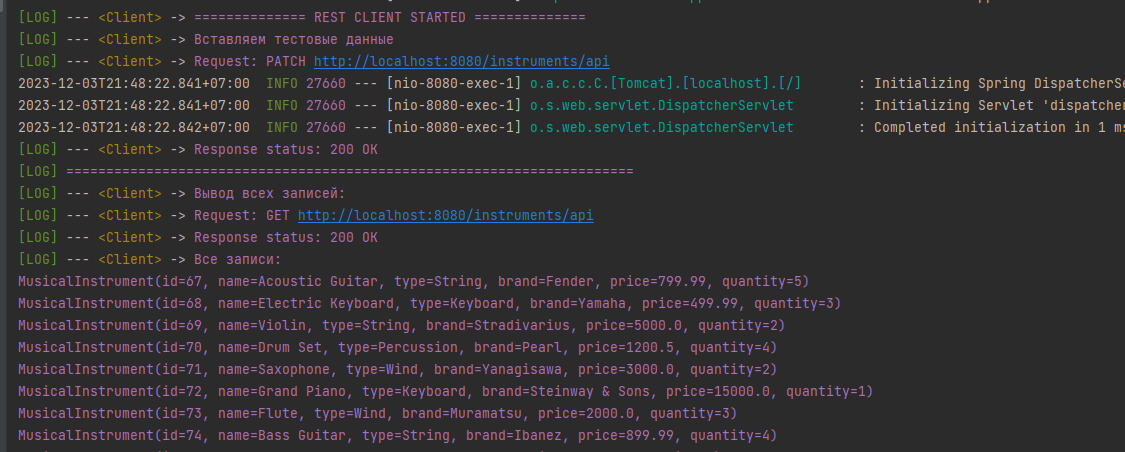 [LOG] --- <Client> -> ============== REST CLIENT STARTED ==============
[LOG] --- <Client> -> Вставляем тестовые данные
[LOG] --- <Client> -> Request: PATCH http://localhost:8080/instruments/api
2023-12-03T21:48:22.841+07:00  INFO 27660 --- [nio-8080-exec-1] o.a.c.c.C.[Tomcat].[localhost].[/]       : Initializing Spring DispatcherSe
2023-12-03T21:48:22.842+07:00  INFO 27660 --- [nio-8080-exec-1] o.s.web.servlet.DispatcherServlet        : Initializing Servlet 'dispatcher
2023-12-03T21:48:22.842+07:00  INFO 27660 --- [nio-8080-exec-1] o.s.web.servlet.DispatcherServlet        : Completed initialization in 1 ms
[LOG] --- <Client> -> Response status: 200 OK
[LOG] =======================================================================
[LOG] --- <Client> -> Вывод всех записей:
[LOG] --- <Client> -> Request: GET http://localhost:8080/instruments/api
[LOG] --- <Client> -> Response status: 200 OK
[LOG] --- <Client> -> Все записи:
MusicalInstrument(id=67, name=Acoustic Guitar, type=String, brand=Fender, price=799.99, quantity=5)
MusicalInstrument(id=68, name=Electric Keyboard, type=Keyboard, brand=Yamaha, price=499.99, quantity=3)
MusicalInstrument(id=69, name=Violin, type=String, brand=Stradivarius, price=5000.0, quantity=2)
MusicalInstrument(id=70, name=Drum Set, type=Percussion, brand=Pearl, price=1200.5, quantity=4)
MusicalInstrument(id=71, name=Saxophone, type=Wind, brand=Yanagisawa, price=3000.0, quantity=2)
MusicalInstrument(id=72, name=Grand Piano, type=Keyboard, brand=Steinway & Sons, price=15000.0, quantity=1)
MusicalInstrument(id=73, name=Flute, type=Wind, brand=Muramatsu, price=2000.0, quantity=3)
MusicalInstrument(id=74, name=Bass Guitar, type=String, brand=Ibanez, price=899.99, quantity=4)